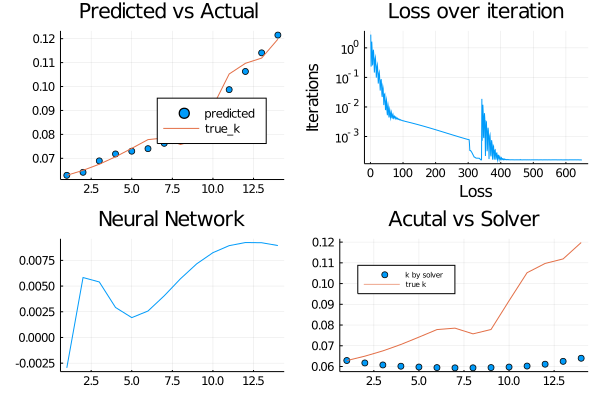 Predicted vs Actual
0.12
0.11
0.10
0.09
0.08
0.07
predicted
true_k
2.5 5.0 7.5 10.0 12.5
Loss over iteration
Iterations
10^0
10^-1
10^-2
10^-3
0 100 200 300 400 500 600
Loss
Neural Network
0.0075
0.0050
0.0025
0.0000
-0.0025
2.5 5.0 7.5 10.0 12.5
Acutal vs Solver
0.12
0.11
0.10
0.09
0.08
0.07
0.06
k by solver
true k
2.5 5.0 7.5 10.0 12.5